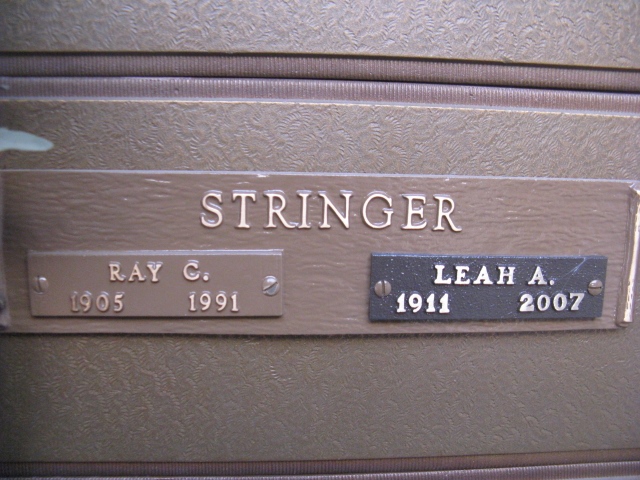 STRINGER
RAY C.
1905 1991
LEAH A.
1911 2007